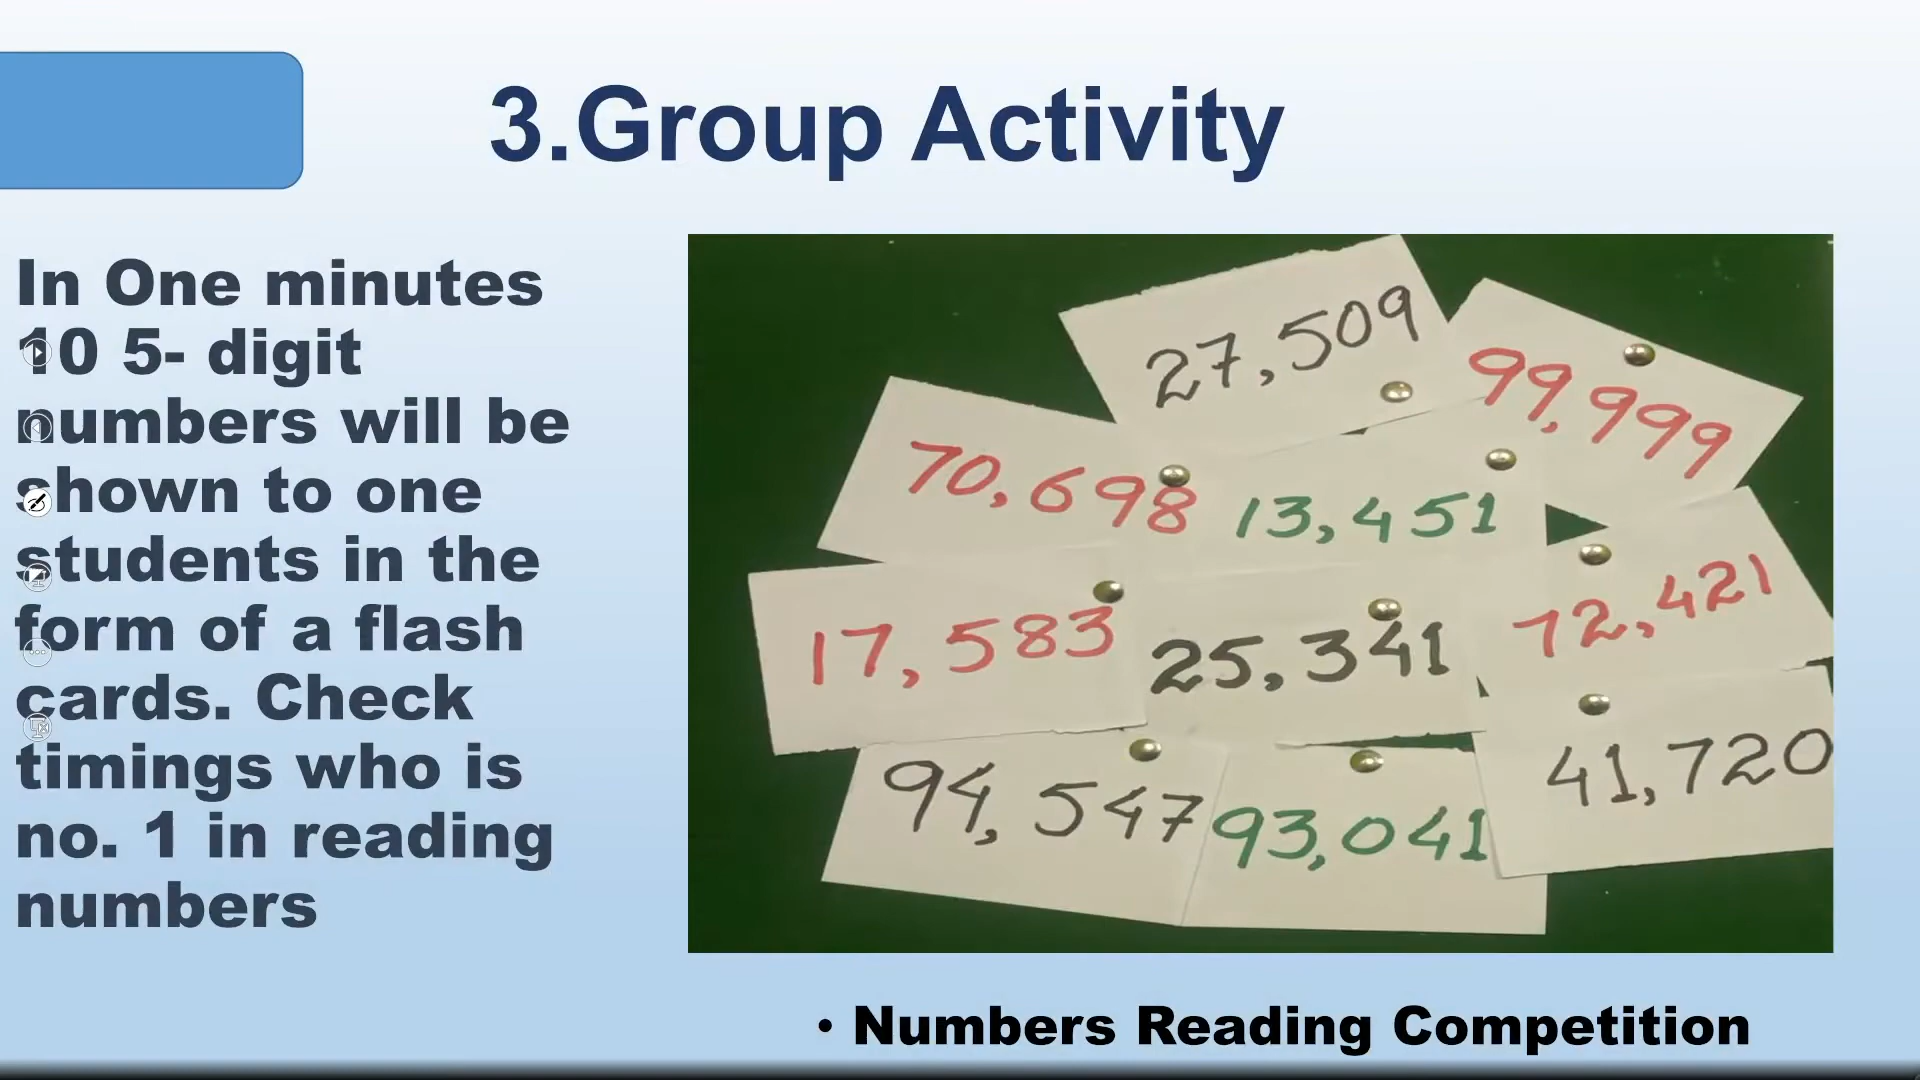 3.Group Activity
In One minutes
10 5- digit
numbers will be
shown to one
students in the
form of a flash
cards. Check
timings who is
no. 1 in reading
numbers
27,509
99,999
70,698
13,451
17,583
25,341
72,421
94,547
93,041
41,720
• Numbers Reading Competition